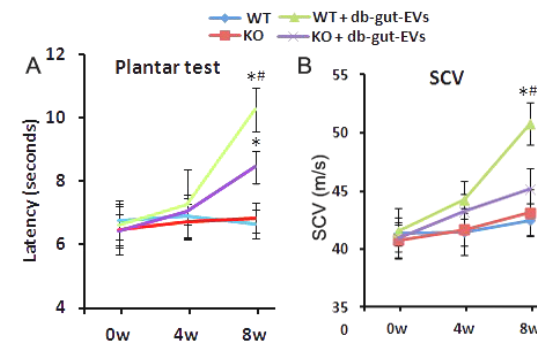 WT WT + db-gut-EVs
KO KO + db-gut-EVs
A Plantar test
Latency (seconds)
12
10
8
6
4
*#
*
0w 4w 8w
B SCV
SCV (m/s)
55
50
45
40
35
*#
0 0w 4w 8w